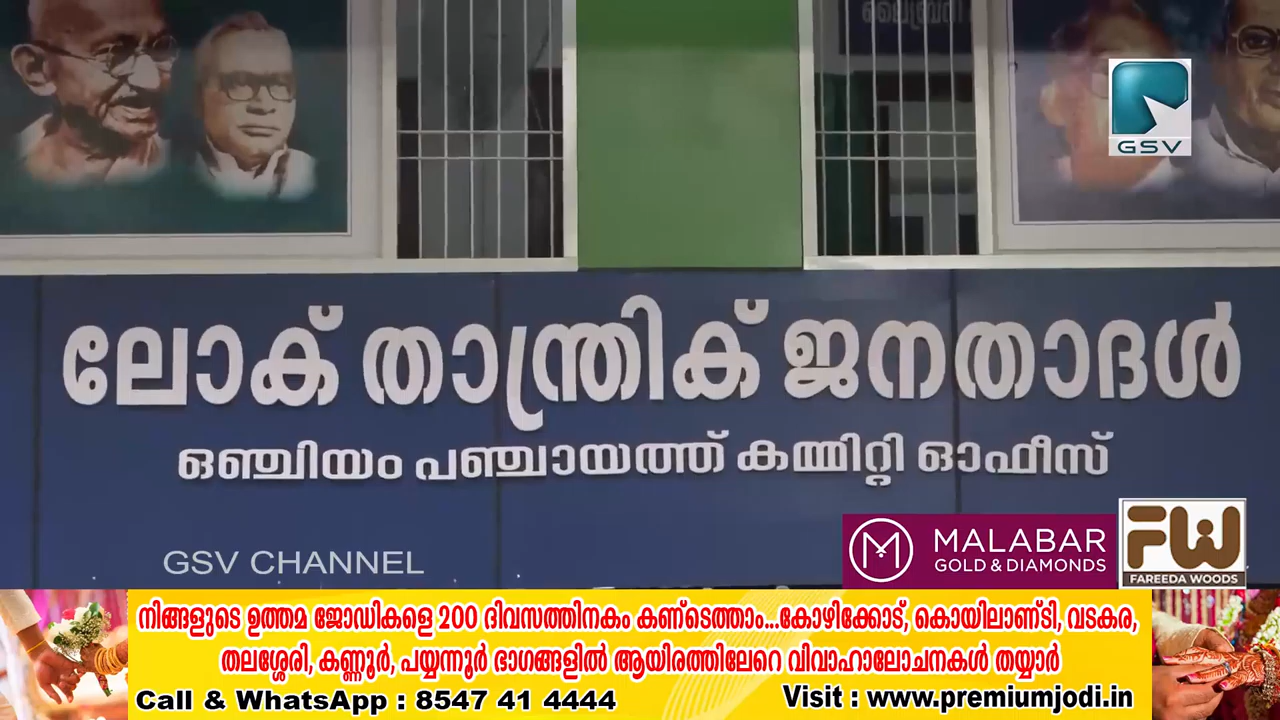 ലൈബ്രറി
GSV
ലോക് താന്ത്രിക് ജനതാദൾ
ഒഞ്ചിയം പഞ്ചായത്ത് കമ്മിറ്റി ഓഫീസ്
GSV CHANNEL
MALABAR
GOLD & DIAMONDS
FW
FAREEDA WOODS
നിങ്ങളുടെ ഉത്തമ ജോഡികളെ 200 ദിവസത്തിനകം കണ്ടെത്താം...കോഴിക്കോട്, കൊയിലാണ്ടി, വടകര,
തലശ്ശേരി, കണ്ണൂർ, പയ്യന്നൂർ ഭാഗങ്ങളിൽ ആയിരത്തിലേറെ വിവാഹാലോചനകൾ തയ്യാർ
Call & WhatsApp : 8547 41 4444
Visit : www.premiumjodi.in